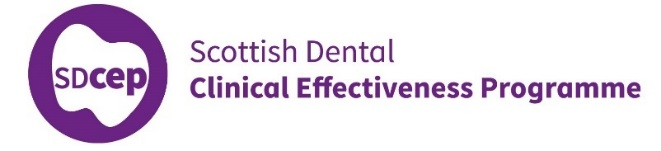 SDcep
Scottish Dental
Clinical Effectiveness Programme